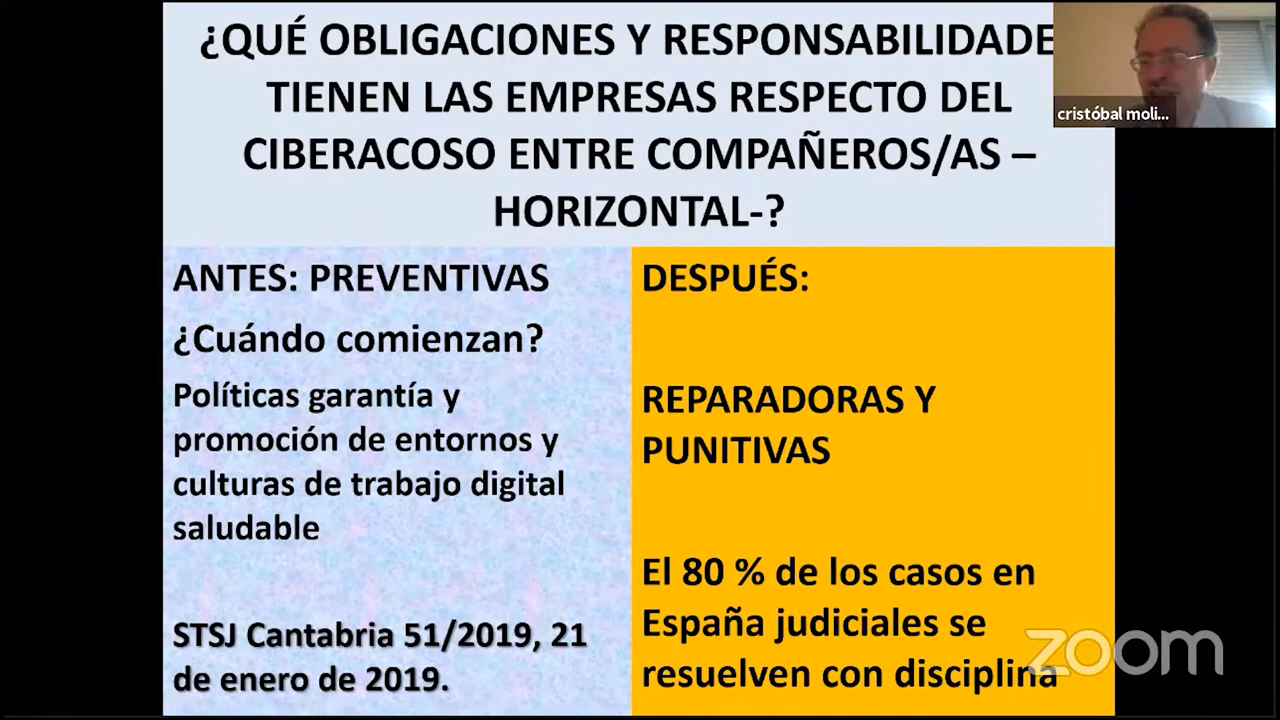 ¿QUÉ OBLIGACIONES Y RESPONSABILIDADE
TIENEN LAS EMPRESAS RESPECTO DEL
CIBERACOSO ENTRE COMPAÑEROS/AS –
HORIZONTAL-?
cristóbal moli...
ANTES: PREVENTIVAS
¿Cuándo comienzan?
Políticas garantía y
promoción de entornos y
culturas de trabajo digital
saludable
STSJ Cantabria 51/2019, 21
de enero de 2019.
DESPUÉS:
REPARADORAS Y
PUNITIVAS
El 80 % de los casos en
España judiciales se
resuelven con disciplina
zoom